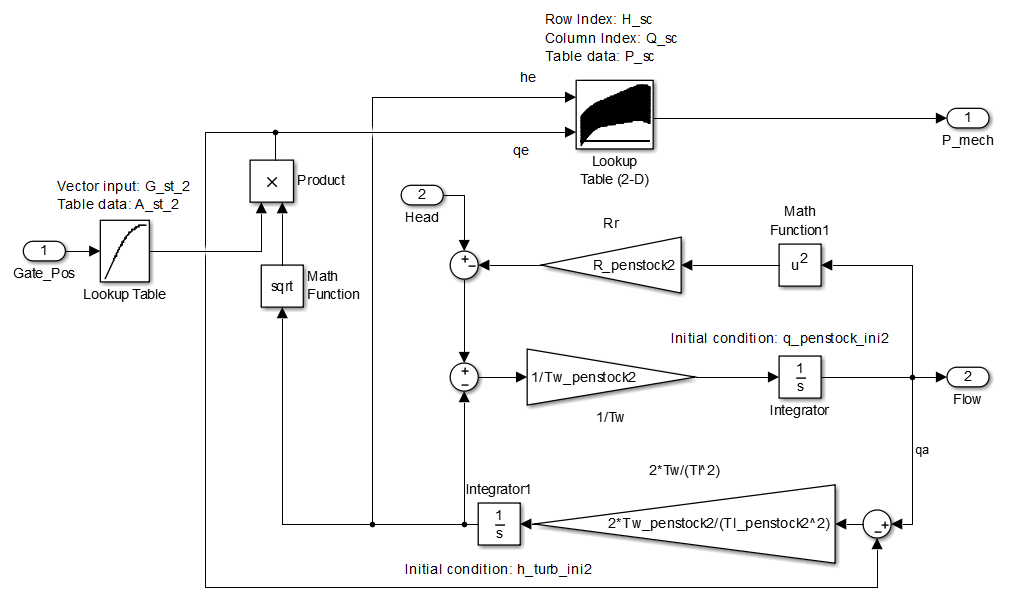 Row Index: H_sc
Column Index: Q_sc
Table data: P_sc
he
qe
Lookup
Table (2-D)
1
P_mech
Vector input: G_st_2
Table data: A_st_2
×
Product
1
Gate_Pos
Lookup Table
sqrt
Math
Function
2
Head
+
−
Rr
R_penstock2
Math
Function1
u2
Initial condition: q_penstock_ini2
+
−
1/Tw_penstock2
1/Tw
1
s
Integrator
2
Flow
qa
2*Tw/(Tl^2)
Integrator1
1
s
2*Tw_penstock2/(Tl_penstock2^2)
−
+
Initial condition: h_turb_ini2